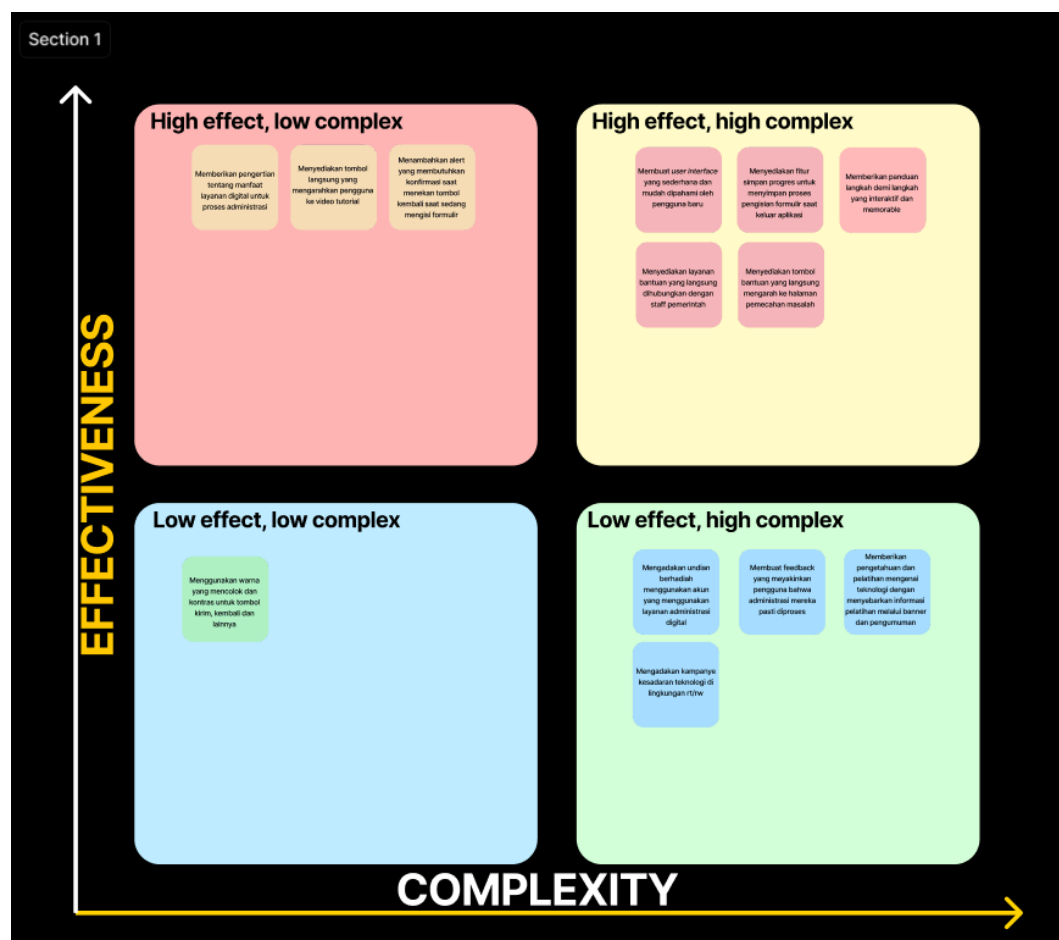 Section 1
High effect, low complex
Memberikan pengertian
tentang manfaat
layanan digital untuk
proses administrasi
Menyediakan tombol
langsung yang
mengarahkan pengguna
ke video tutorial
Menambahkan alert
yang membutuhkan
konfirmasi saat
menekan tombol
kembali saat sedang
mengisi formulir
High effect, high complex
Membuat user interface
yang sederhana dan
mudah dipahami oleh
pengguna baru
Menyediakan fitur
simpan progres untuk
menyimpan proses
pengisian formulir saat
keluar aplikasi
Memberikan panduan
langkah demi langkah
yang interaktif dan
memorable
Menyediakan layanan
bantuan yang langsung
dihubungkan dengan
staff pemerintah
Menyediakan tombol
bantuan yang langsung
mengarah ke halaman
pemecahan masalah
EFFECTIVENESS
Low effect, low complex
Menggunakan warna
yang mencolok dan
kontras untuk tombol
kirim, kembali dan
lainnya
Low effect, high complex
Mengadakan undian
berhadiah
menggunakan akun
yang menggunakan
layanan administrasi
digital
Membuat feedback
yang meyakinkan
pengguna bahwa
administrasi mereka
pasti diproses
Memberikan
pengetahuan dan
pelatihan mengenai
teknologi dengan
menyabarkan informasi
pelatihan melalui banner
dan pengumuman
Mengadakan kampanye
kesadaran teknologi di
lingkungan rt/rw
COMPLEXITY